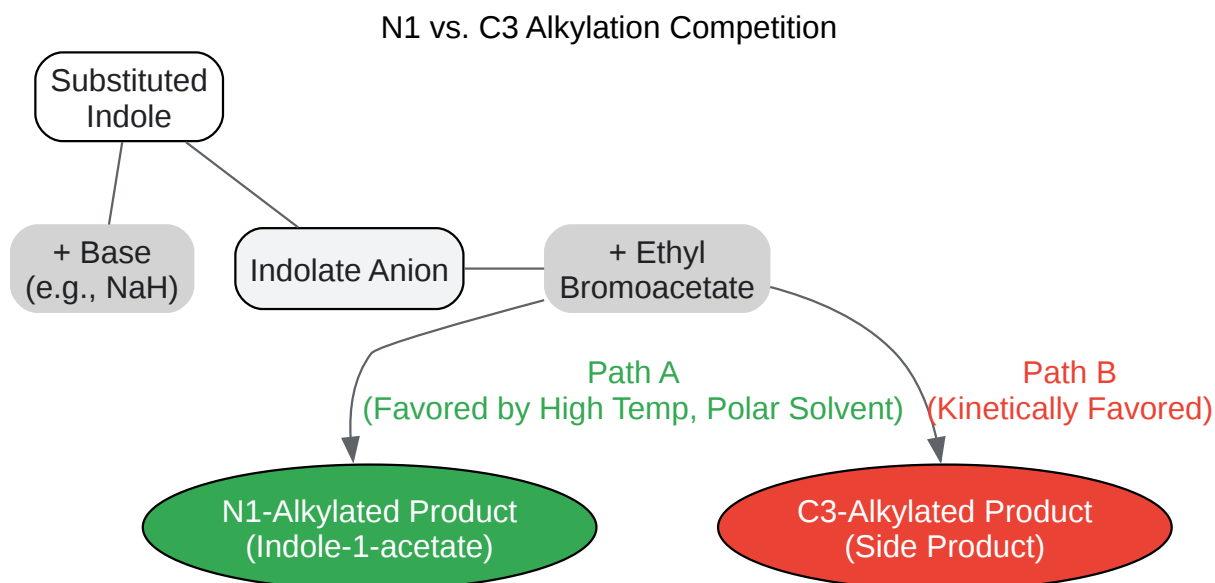 N1 vs. C3 Alkylation Competition
Substituted
Indole
+ Base
(e.g., NaH)
Indolate Anion
+ Ethyl
Bromoacetate
Path A
(Favored by High Temp, Polar Solvent)
Path B
(Kinetically Favored)
N1-Alkylated Product
(Indole-1-acetate)
C3-Alkylated Product
(Side Product)